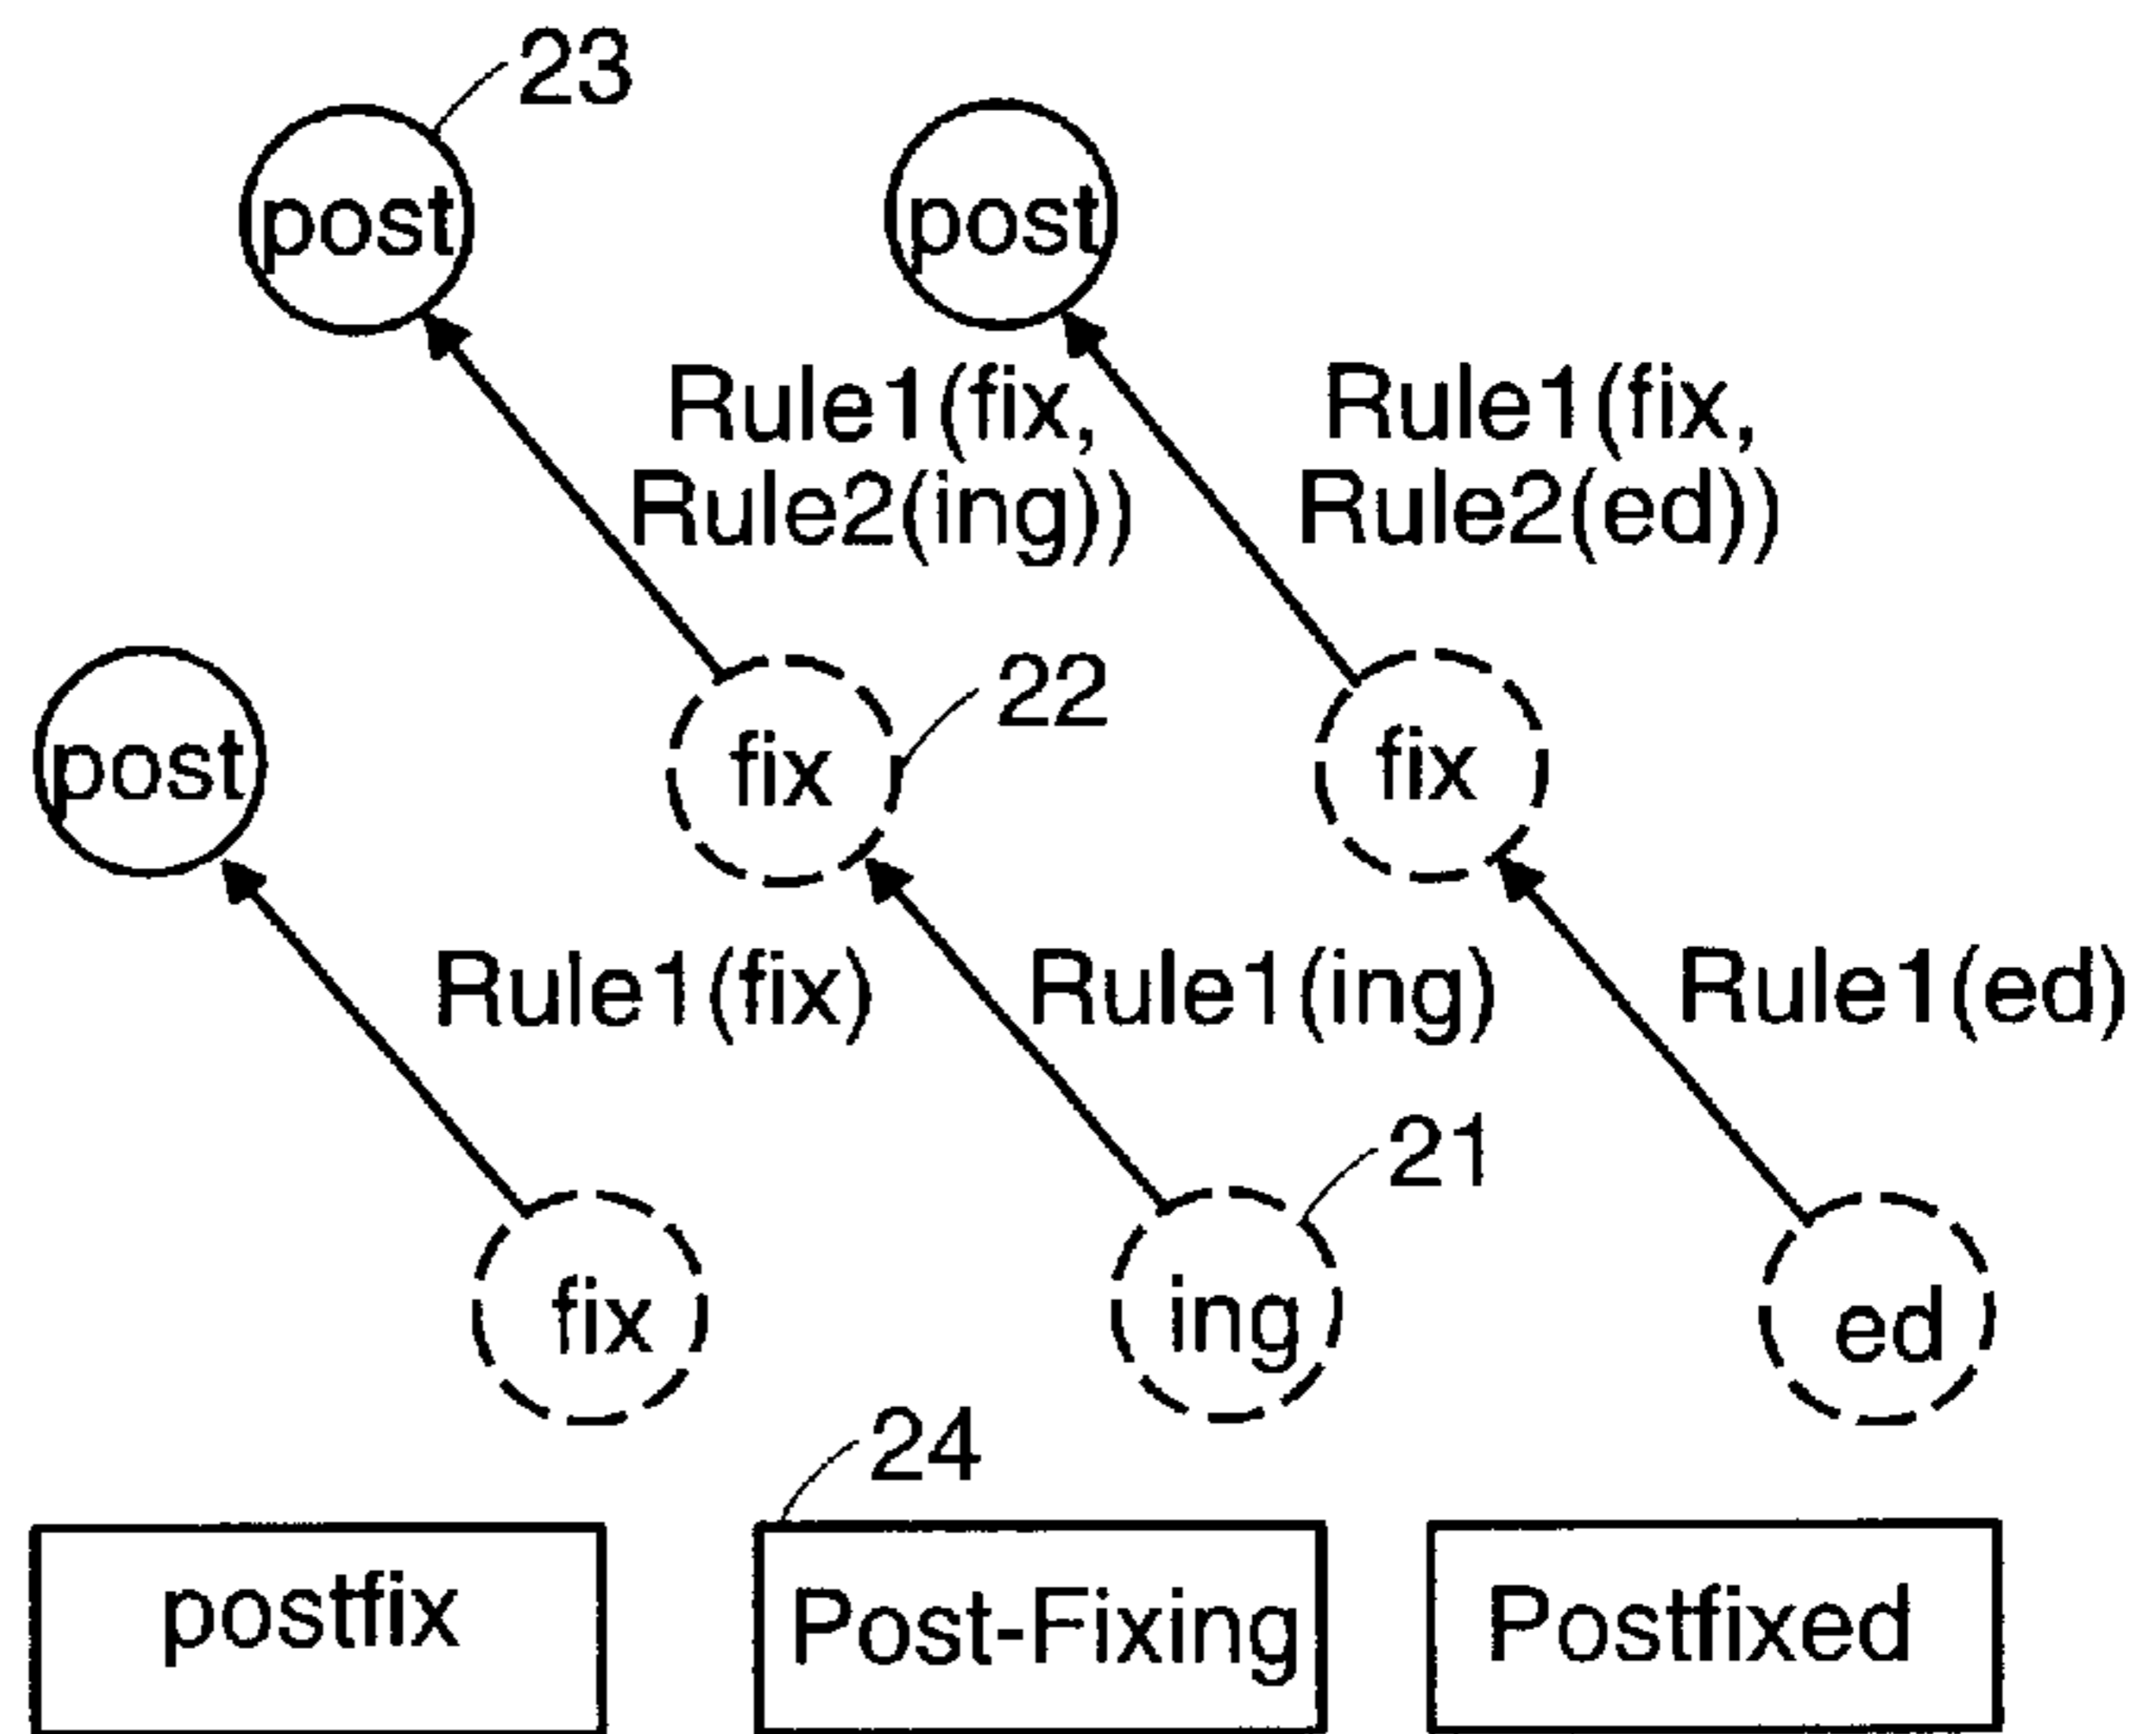 23
post
post
Rule1(fix,
Rule2(ing))
Rule1(fix,
Rule2(ed))
post
fix
22
fix
Rule1(fix)
Rule1(ing)
Rule1(ed)
21
fix
ing
ed
24
postfix
Post-Fixing
Postfixed